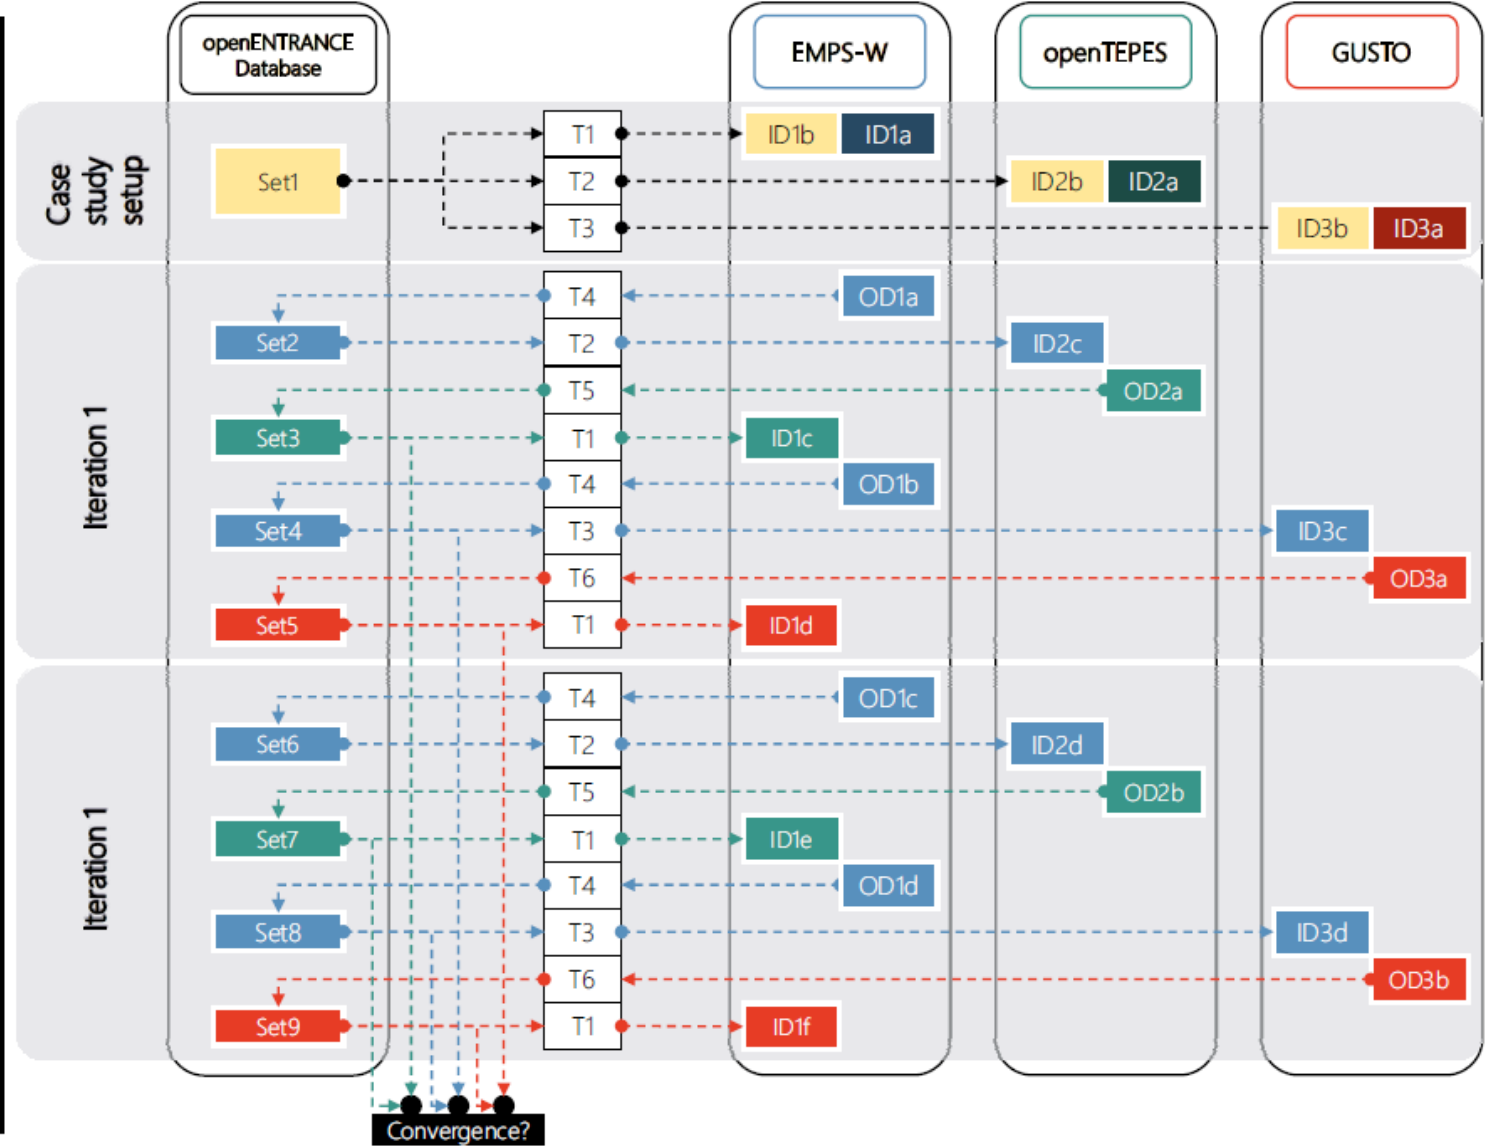 openENTRANCE
Database
EMPS-W
openTEPES
GUSTO
Case
study
setup
Set1
T1
ID1b
ID1a
T2
ID2b
ID2a
T3
ID3b
ID3a
Iteration 1
T4
OD1a
Set2
T2
ID2c
T5
OD2a
Set3
T1
ID1c
T4
OD1b
Set4
T3
ID3c
T6
OD3a
Set5
T1
ID1d
Iteration 1
T4
OD1c
Set6
T2
ID2d
T5
OD2b
Set7
T1
ID1e
T4
OD1d
Set8
T3
ID3d
T6
OD3b
Set9
T1
ID1f
Convergence?